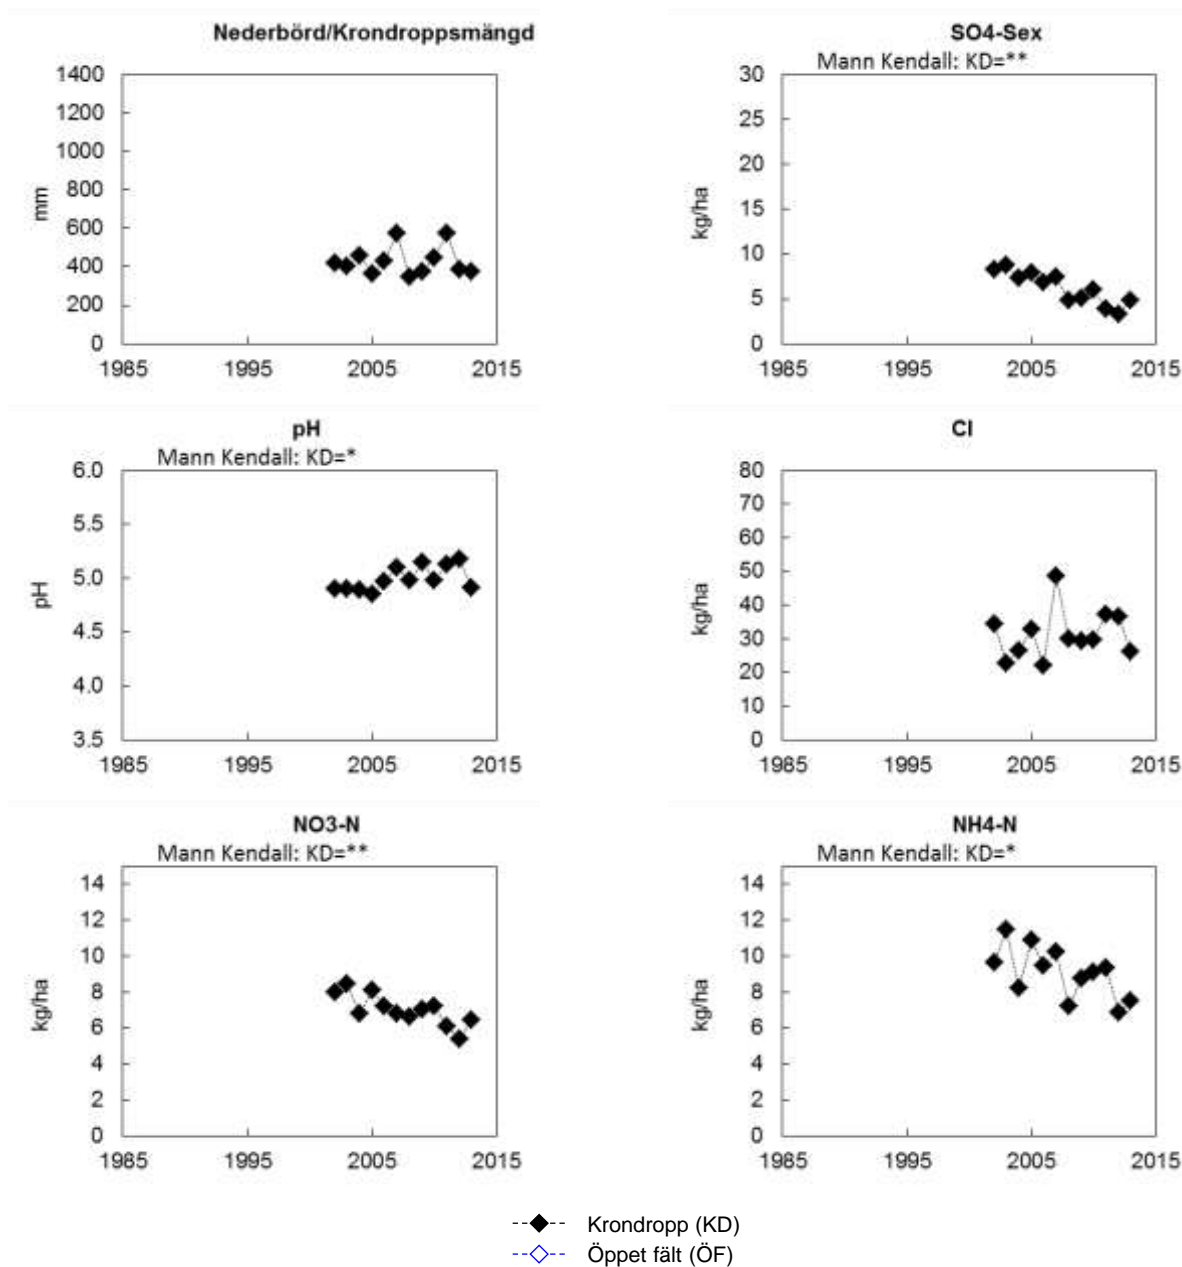 Nederbörd/Krondroppsmängd
1400
1200
1000
800
600
400
200
0
mm
1985 1995 2005 2015
SO4-Sex
Mann Kendall: KD=**
30
25
20
15
10
5
0
kg/ha
1985 1995 2005 2015
pH
Mann Kendall: KD=*
6.0
5.5
5.0
4.5
4.0
3.5
pH
1985 1995 2005 2015
Cl
80
70
60
50
40
30
20
10
0
kg/ha
1985 1995 2005 2015
NO3-N
Mann Kendall: KD=**
14
12
10
8
6
4
2
0
kg/ha
1985 1995 2005 2015
NH4-N
Mann Kendall: KD=*
14
12
10
8
6
4
2
0
kg/ha
1985 1995 2005 2015
Krondropp (KD)
Öppet fält (ÖF)